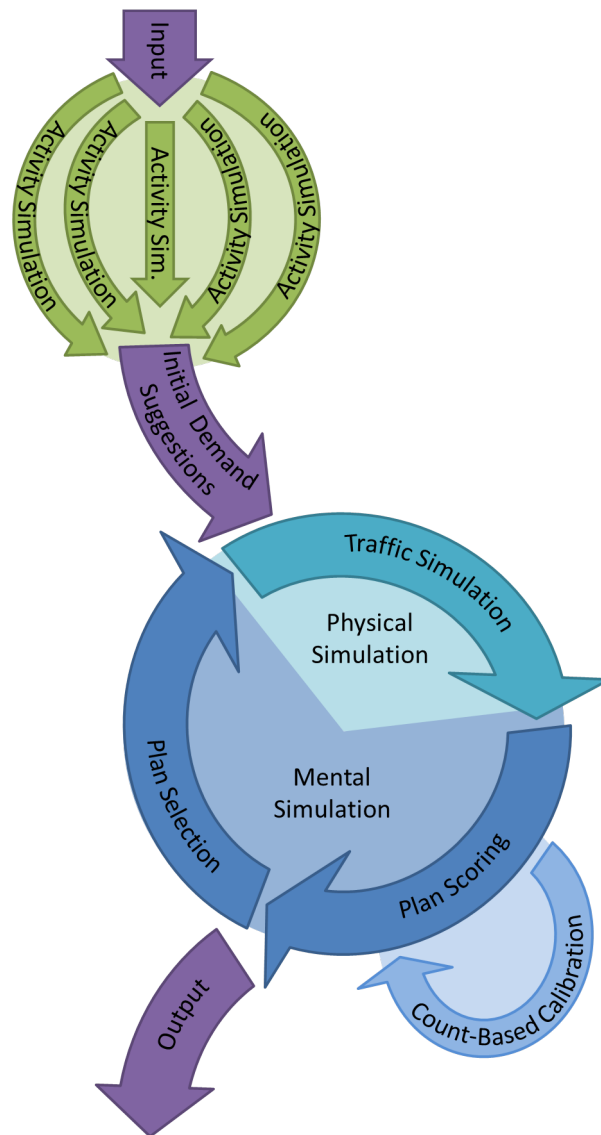 Input
Activity Simulation
Activity Simulation
Activity Sim.
Activity Simulation
Activity Simulation
Initial Demand
Suggestions
Traffic Simulation
Physical
Simulation
Mental
Simulation
Plan Selection
Plan Scoring
Count-Based Calibration
Output